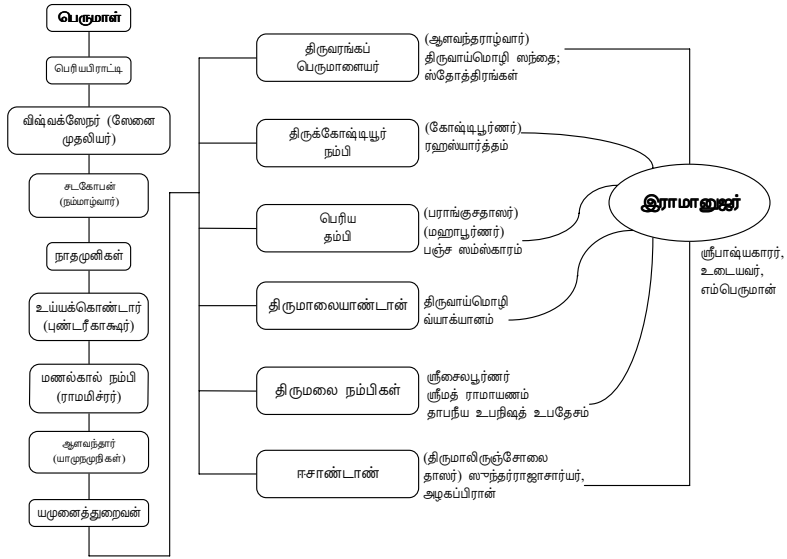 பெருமாள்
பெரியபிராட்டி
விஷ்வக்ஸேநர் (ஸேனை
முதலியர்)
சடகோபன்
(நம்மாழ்வார்)
நாதமுனிகள்
உய்யக்கொண்டார்
(புண்டரீகாக்ஷர்)
மணல்கால் நம்பி
(ராமமிச்ரர்)
ஆளவந்தார்
(யாமுநமுநிகள்)
யமுனைத்துறைவன்
திருவரங்கப்
பெருமாளையர்
(ஆளவந்தராழ்வார்)
திருவாய்மொழி ஸந்தை;
ஸ்தோத்திரங்கள்
திருக்கோஷ்டியூர்
நம்பி
(கோஷ்டிபூர்ணர்)
ரஹஸ்யார்த்தம்
பெரிய
தம்பி
(பராங்குசதாஸர்)
(மஹாபூர்ணர்)
பஞ்ச ஸம்ஸ்காரம்
திருமாலையாண்டான்
திருவாய்மொழி
வ்யாக்யானம்
திருமலை நம்பிகள்
ஸ்ரீசைலபூர்ணர்
ஸ்ரீமத் ராமாயணம்
தாபநீய உபநிஷத் உபதேசம்
ஈசாண்டாண்
(திருமாலிருஞ்சோலை
தாஸர்) ஸுந்தர்ராஜாசார்யர்,
அழகப்பிரான்
இராமானுஜர்
ஸ்ரீபாஷ்யகாரர்,
உடையவர்,
எம்பெருமான்